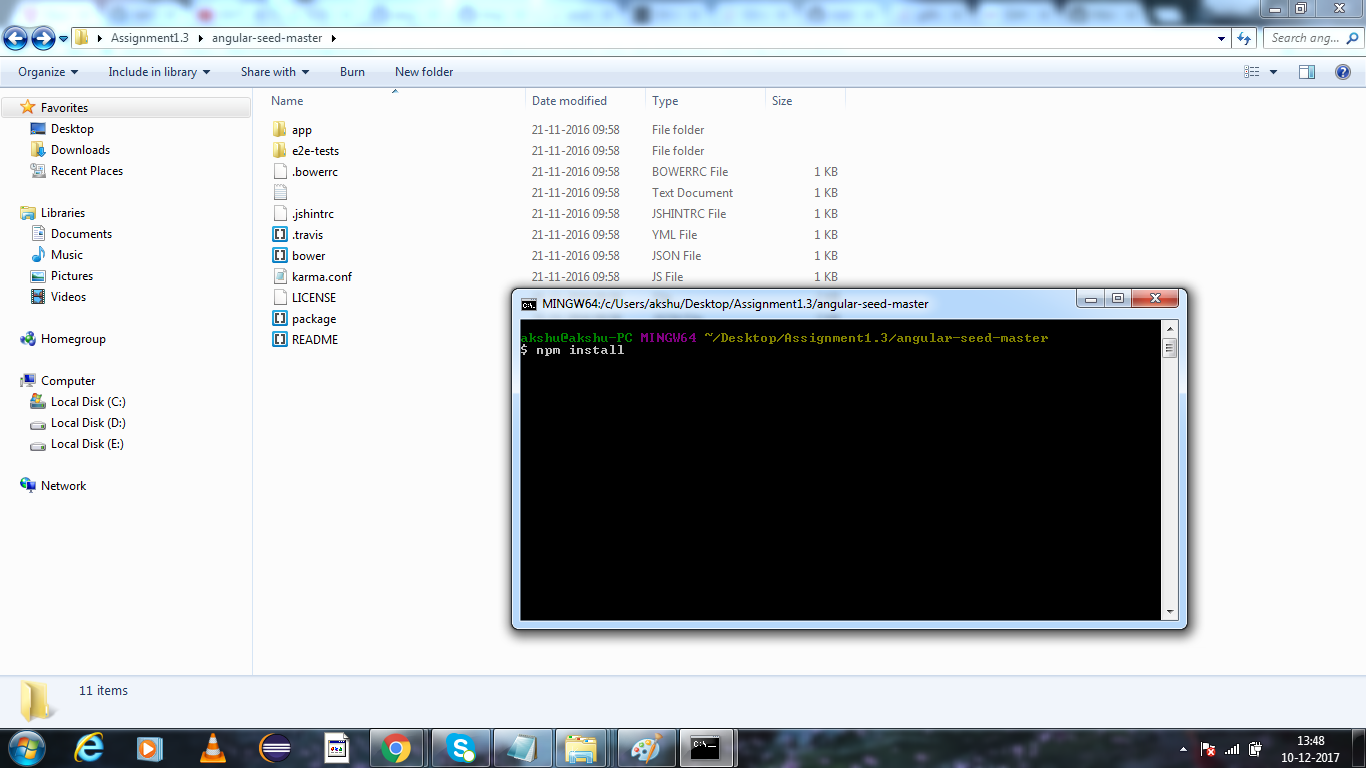 Assignment1.3 angular-seed-master
Search ang...
Organize Include in library Share with Burn New folder
Favorites
Desktop
Downloads
Recent Places
Libraries
Documents
Music
Pictures
Videos
Homegroup
Computer
Local Disk (C:)
Local Disk (D:)
Local Disk (E:)
Network
Name Date modified Type Size
app 21-11-2016 09:58 File folder
e2e-tests 21-11-2016 09:58 File folder
.bowerrc 21-11-2016 09:58 BOWERRC File 1 KB
21-11-2016 09:58 Text Document 1 KB
.jshintrc 21-11-2016 09:58 JSHINTRC File 1 KB
.travis 21-11-2016 09:58 YML File 1 KB
bower 21-11-2016 09:58 JSON File 1 KB
karma.conf 21-11-2016 09:58 JS File 1 KB
LICENSE
package
README
MINGW64:/c/Users/akshu/Desktop/Assignment1.3/angular-seed-master
akshu@akshu-PC MINGW64 ~/Desktop/Assignment1.3/angular-seed-master
$ npm install
11 items
13:48
10-12-2017